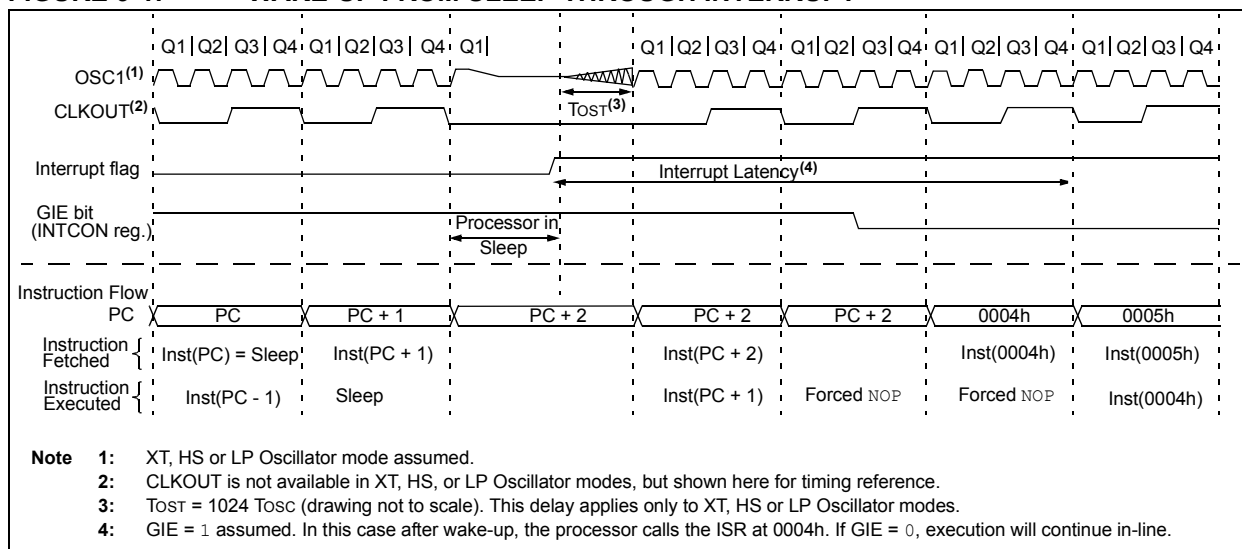 Q1 Q2 Q3 Q4 Q1 Q2 Q3 Q4 Q1 Q1 Q2 Q3 Q4 Q1 Q2 Q3 Q4 Q1 Q2 Q3 Q4 Q1 Q2 Q3 Q4
OSC1(1)
TOST(3)
CLKOUT(2)
Interrupt flag
Interrupt Latency(4)
GIE bit
(INTCON reg.)
Processor in
Sleep
Instruction Flow
PC PC PC + 1 PC + 2 PC + 2 PC + 2 0004h 0005h
Instruction
Fetched
Inst(PC) = Sleep Inst(PC + 1) Inst(PC + 2) Inst(0004h) Inst(0005h)
Instruction
Executed
Inst(PC - 1) Sleep Inst(PC + 1) Forced NOP Forced NOP Inst(0004h)
Note 1: XT, HS or LP Oscillator mode assumed.
2: CLKOUT is not available in XT, HS, or LP Oscillator modes, but shown here for timing reference.
3: TOST = 1024 TOSC (drawing not to scale). This delay applies only to XT, HS or LP Oscillator modes.
4: GIE = 1 assumed. In this case after wake-up, the processor calls the ISR at 0004h. If GIE = 0, execution will continue in-line.